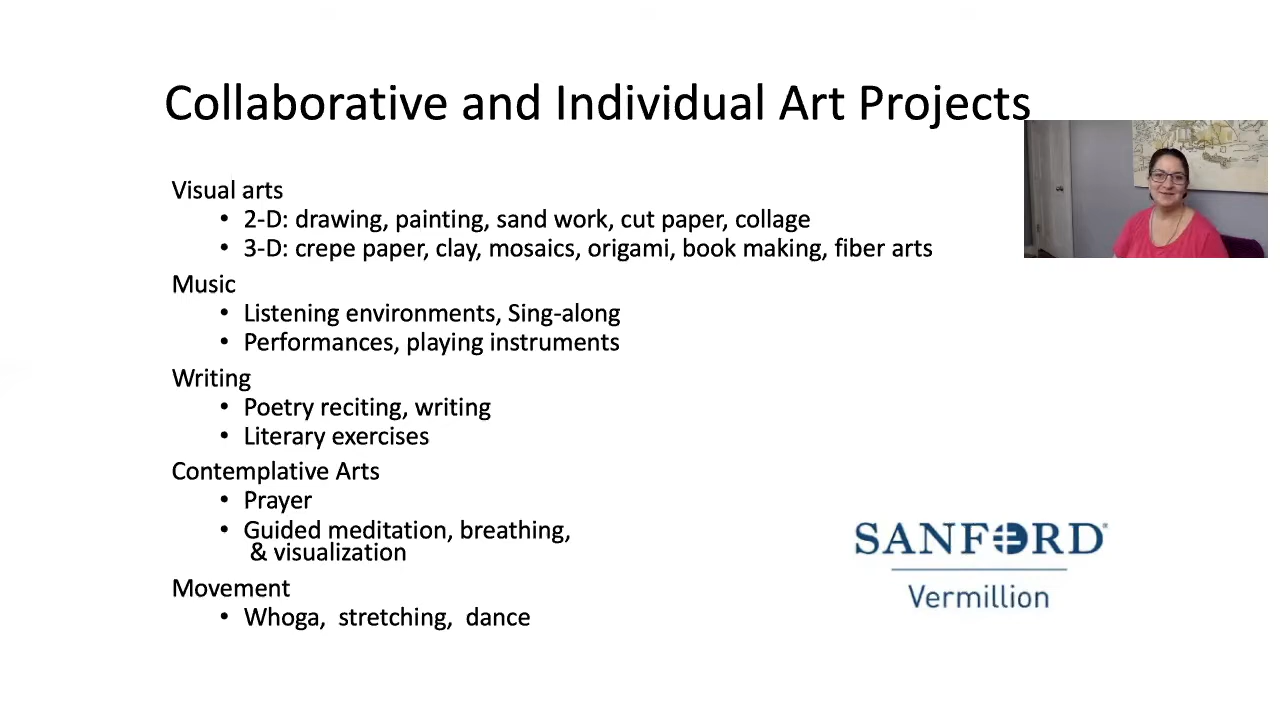 Collaborative and Individual Art Projects
Visual arts
• 2-D: drawing, painting, sand work, cut paper, collage
• 3-D: crepe paper, clay, mosaics, origami, book making, fiber arts
Music
• Listening environments, Sing-along
• Performances, playing instruments
Writing
• Poetry reciting, writing
• Literary exercises
Contemplative Arts
• Prayer
• Guided meditation, breathing,
& visualization
Movement
• Whoga, stretching, dance
SANFORD®
Vermillion